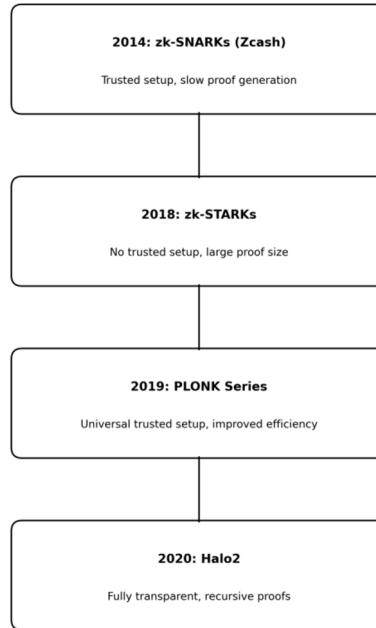 2014: zk-SNARKs (Zcash)
Trusted setup, slow proof generation
2018: zk-STARKs
No trusted setup, large proof size
2019: PLONK Series
Universal trusted setup, improved efficiency
2020: Halo2
Fully transparent, recursive proofs